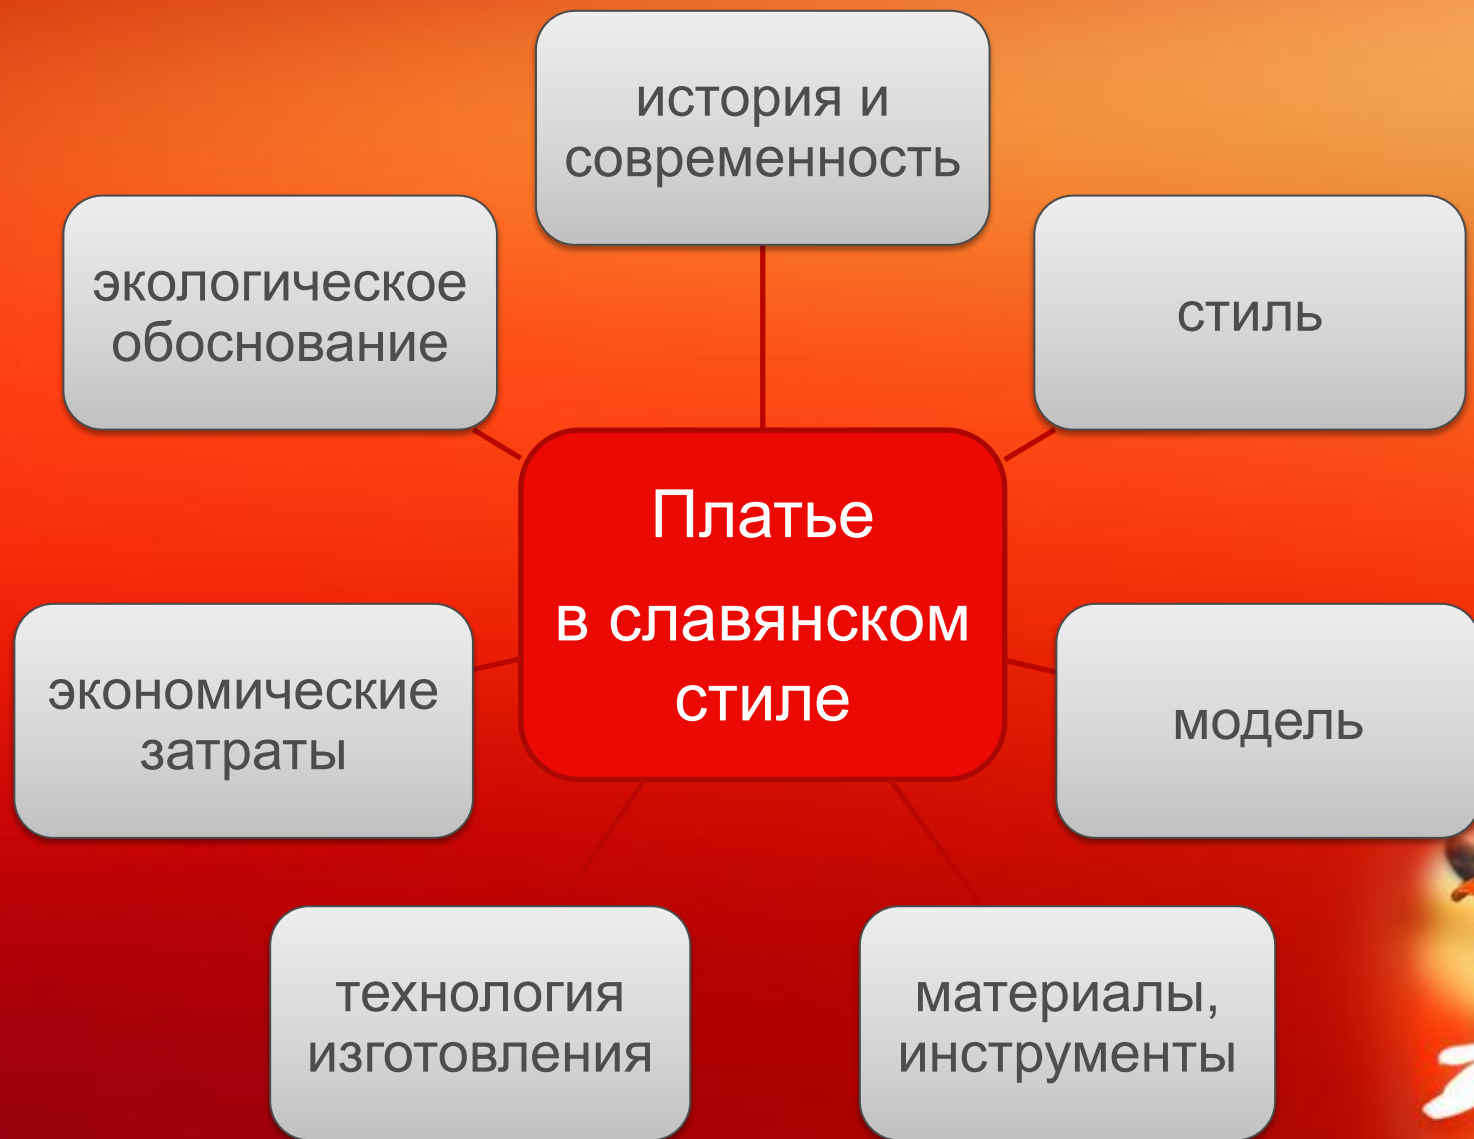 история и
современность
стиль
модель
материалы,
инструменты
технология
изготовления
экономические
затраты
экологическое
обоснование
Платье
в славянском
стиле